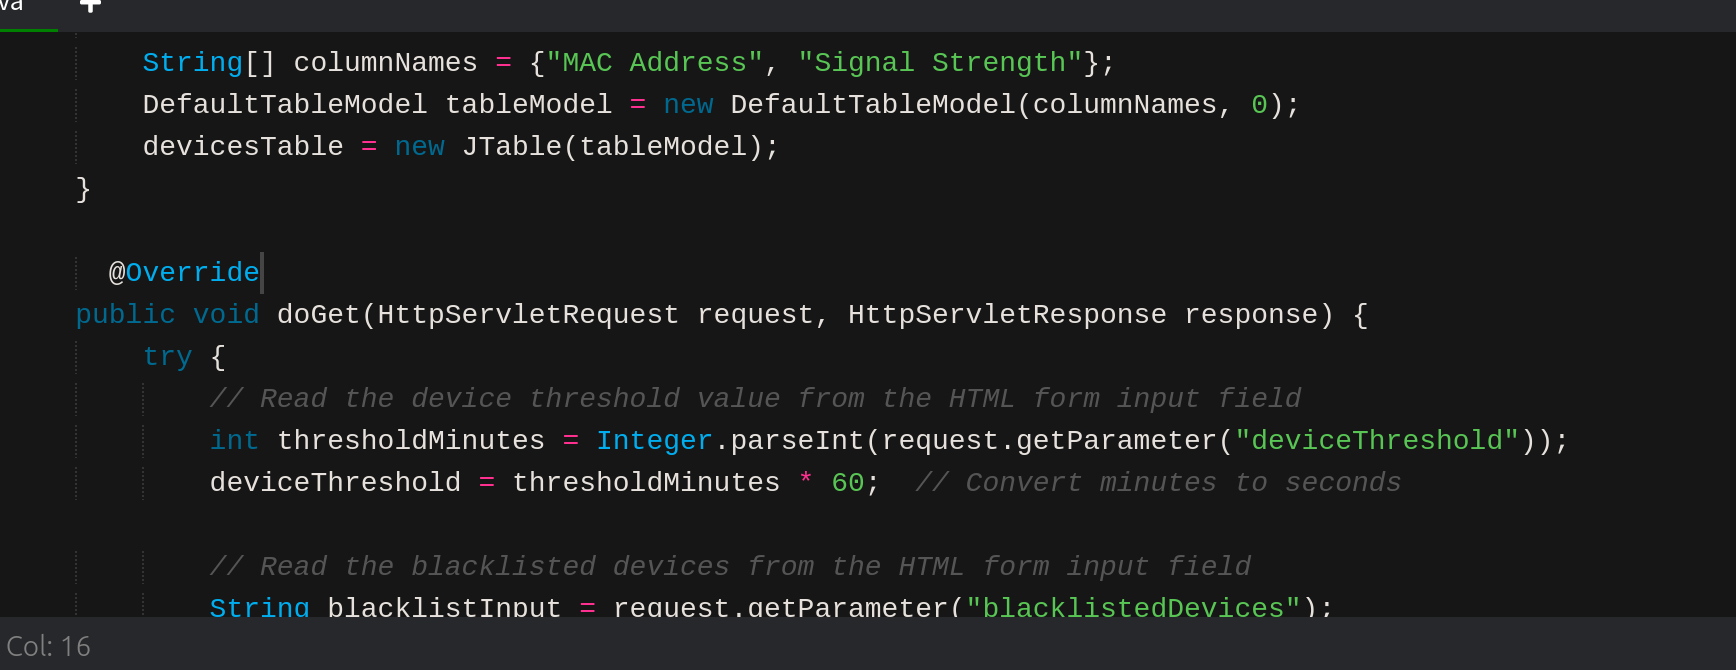 va
String[] columnNames = {"MAC Address", "Signal Strength"};
DefaultTableModel tableModel = new DefaultTableModel(columnNames, 0);
devicesTable = new JTable(tableModel);
}
@Override
public void doGet(HttpServletRequest request, HttpServletResponse response) {
try {
// Read the device threshold value from the HTML form input field
int thresholdMinutes = Integer.parseInt(request.getParameter("deviceThreshold"));
deviceThreshold = thresholdMinutes * 60;  // Convert minutes to seconds
// Read the blacklisted devices from the HTML form input field
String blacklistInput = request.getParameter("blacklistedDevices");
Col: 16